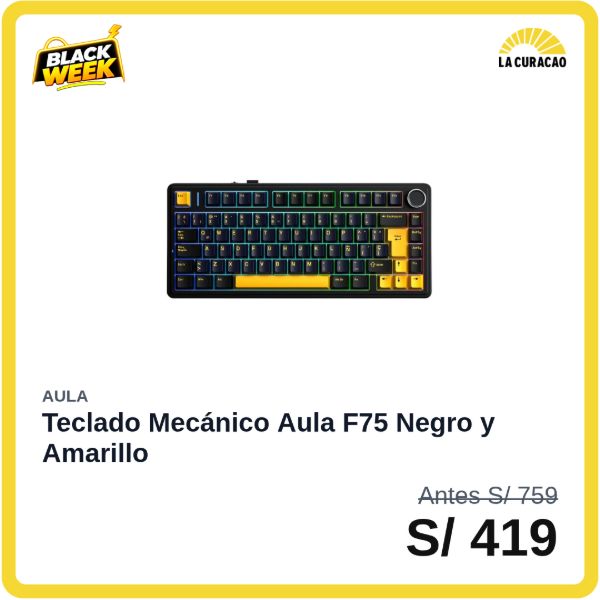 BLACK
WEEK
LA CURACAO
AULA
Teclado Mecánico Aula F75 Negro y
Amarillo
Antes S/ 759
S/ 419